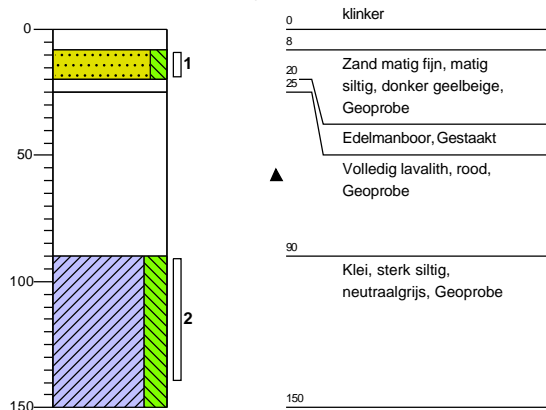 0
50
100
150
1
2
0
klinker
8
Zand matig fijn, matig
siltig, donker geelbeige,
Geoprobe
20
Edelmanboor, Gestaakt
25
Volledig lavalith, rood,
Geoprobe
90
Klei, sterk siltig,
neutraalgrijs, Geoprobe
150